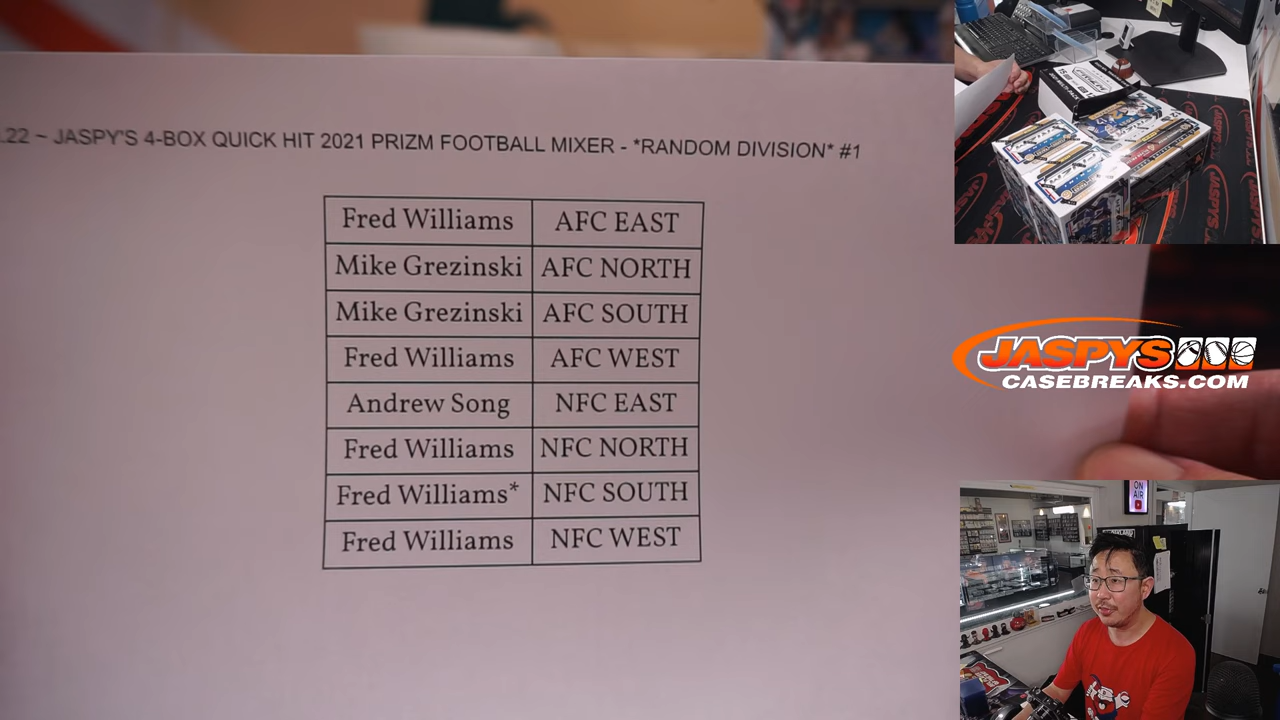 .22 ~ JASPY'S 4-BOX QUICK HIT 2021 PRIZM FOOTBALL MIXER - *RANDOM DIVISION* #1
Fred Williams AFC EAST
Mike Grezinski AFC NORTH
Mike Grezinski AFC SOUTH
Fred Williams AFC WEST
Andrew Song NFC EAST
Fred Williams NFC NORTH
Fred Williams* NFC SOUTH
Fred Williams NFC WEST
JASPYS
CASEBREAKS.COM
ON
AIR